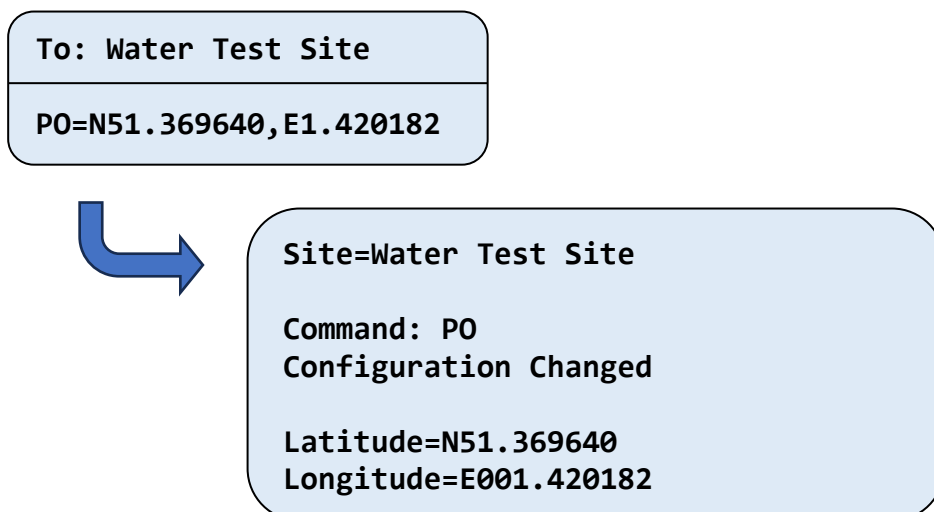 To: Water Test Site
PO=N51.369640,E1.420182
Site=Water Test Site
Command: PO
Configuration Changed
Latitude=N51.369640
Longitude=E001.420182